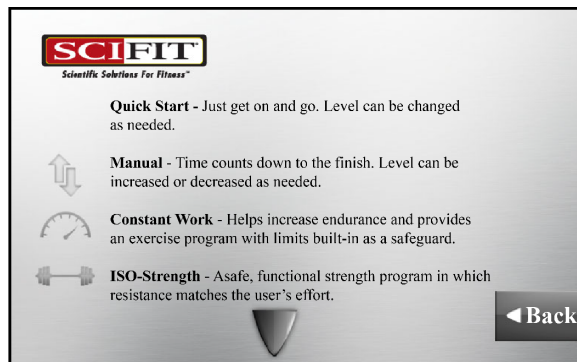 SCIFIT
Scientific Solutions For Fitness™
Quick Start - Just get on and go. Level can be changed
as needed.
Manual - Time counts down to the finish. Level can be
increased or decreased as needed.
Constant Work - Helps increase endurance and provides
an exercise program with limits built-in as a safeguard.
ISO-Strength - Asafe, functional strength program in which
resistance matches the user's effort.
Back